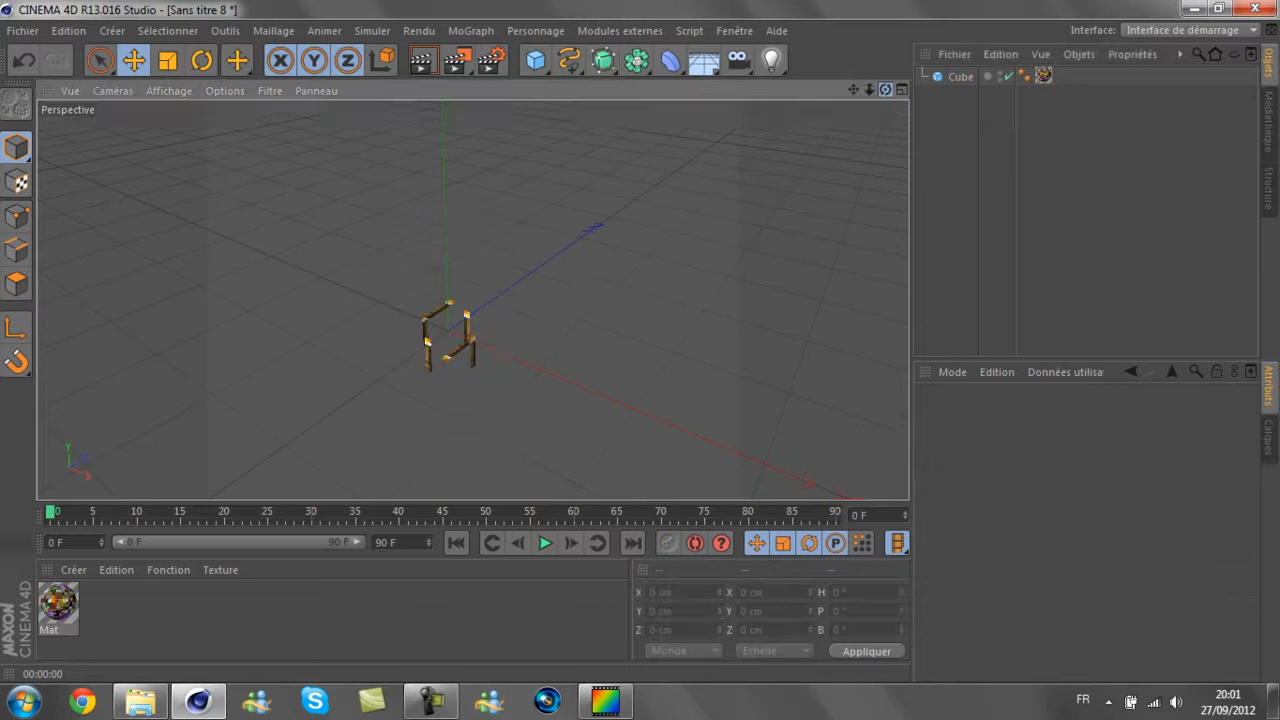 CINEMA 4D R13.016 Studio - [Sans titre 8 *]
Fichier Edition Créer Sélectionner Outils Maillage Animer Simuler Rendu MoGraph Personnage Modules externes Script Fenêtre Aide Interface: Interface de démarrage
X Y Z
Fichier Edition Vue Objets Propriétés
Vue Caméras Affichage Options Filtre Panneau
Cube
Objets
Médiathèque
Structure
Perspective
Mode Edition Données utilisa
Attributs
Calques
Y
Z
X
0 5 10 15 20 25 30 35 40 45 50 55 60 65 70 75 80 85 90 0 F
0 F 0 F 90 F 90 F
Créer Edition Fonction Texture
-- -- --
X 0 cm X 0 cm H 0 °
Y 0 cm Y 0 cm P 0 °
Z 0 cm Z 0 cm B 0 °
Mat
Monde Echelle Appliquer
MAXON
CINEMA 4D
00:00:00
FR
20:01
27/09/2012